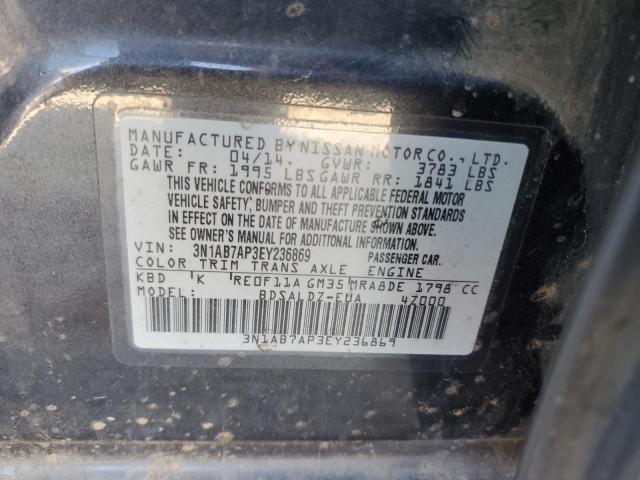 MANUFACTURED BY NISSAN MOTOR CO., LTD.
DATE: 04/14. GVWR: 3783 LBS
GAWR FR: 1995 LBS GAWR RR: 1841 LBS
THIS VEHICLE CONFORMS TO ALL APPLICABLE FEDERAL MOTOR
VEHICLE SAFETY, BUMPER AND THEFT PREVENTION STANDARDS
IN EFFECT ON THE DATE OF MANUFACTURE SHOWN ABOVE.
SEE OWNER'S MANUAL FOR ADDITIONAL INFORMATION.
VIN: 3N1AB7AP3EY236869 PASSENGER CAR.
COLOR TRIM TRANS AXLE ENGINE
KBD K RE0F11A GM35 MRA8DE 1798 CC
BDSALDZ-EUA 4Z000
3N1AB7AP3EY236869